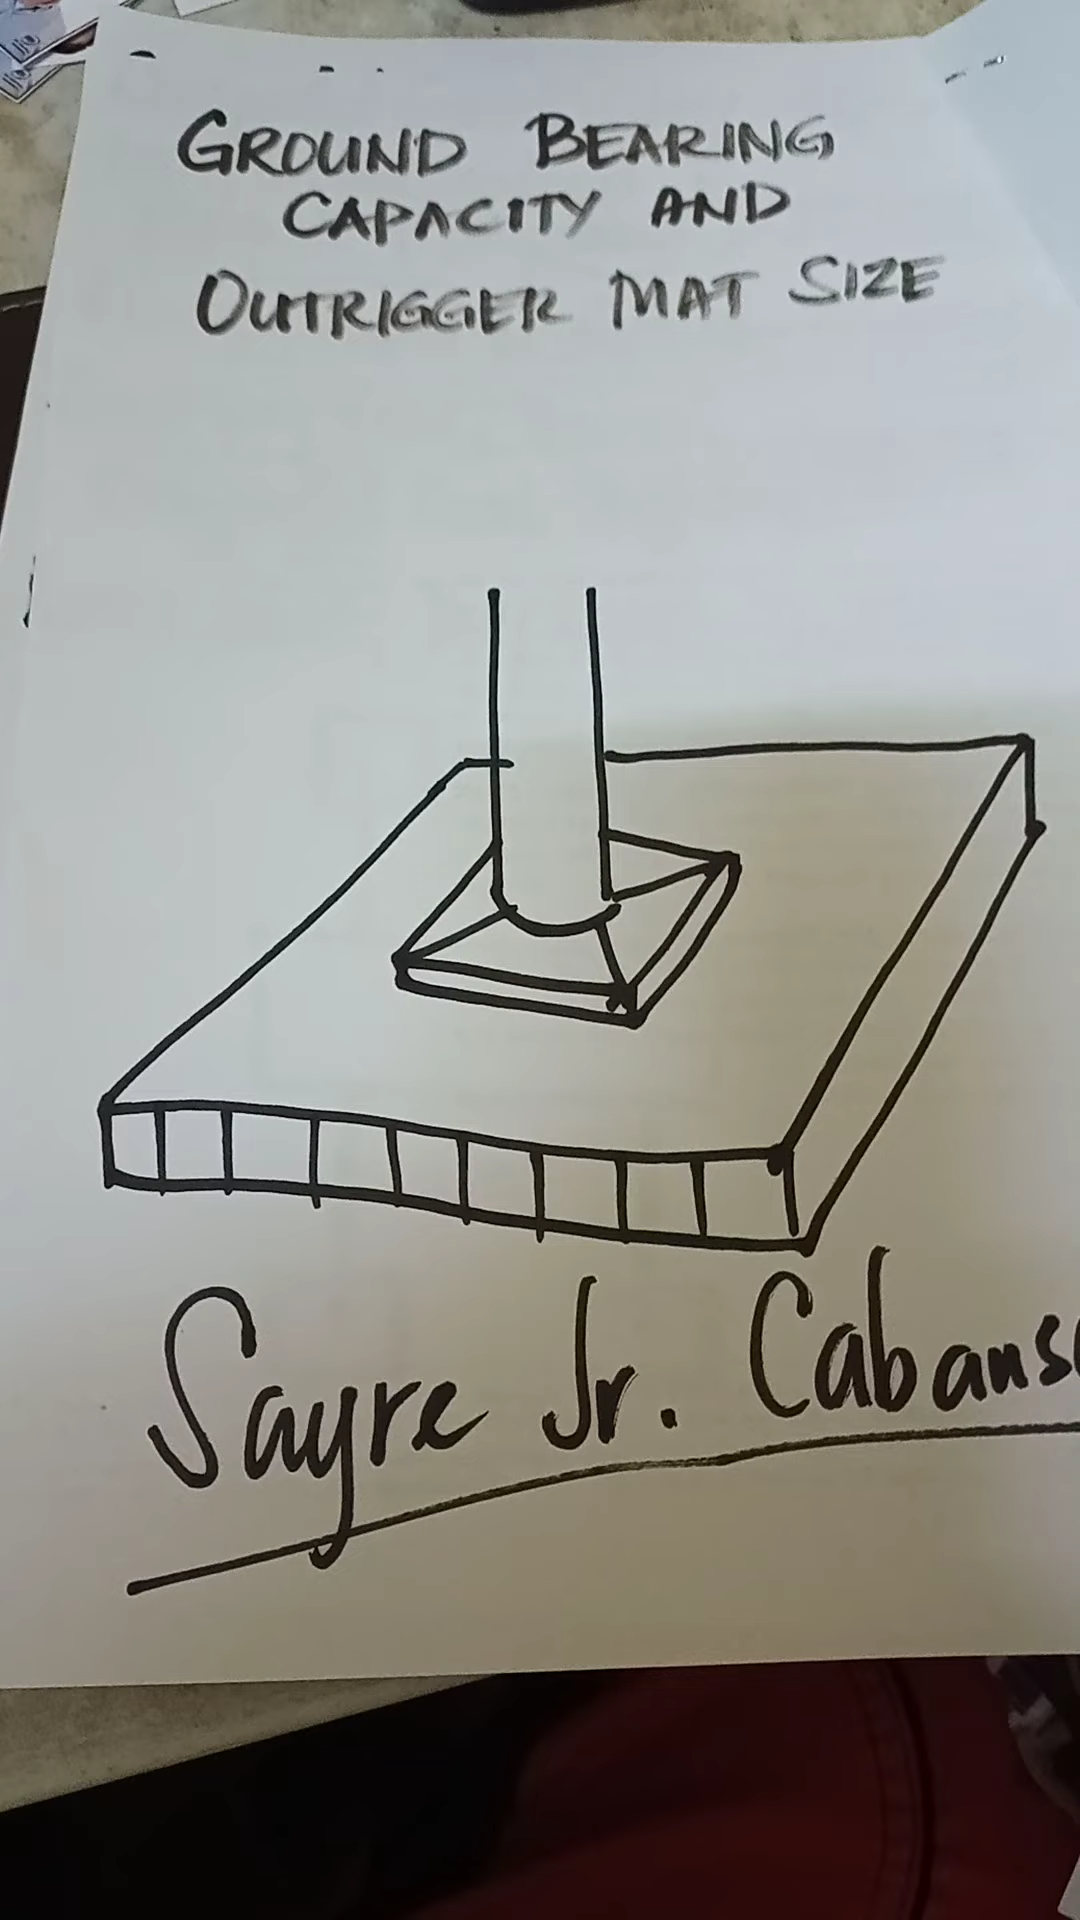 GROUND BEARING
CAPACITY AND
OUTRIGGER MAT SIZE
Sayre Jr.